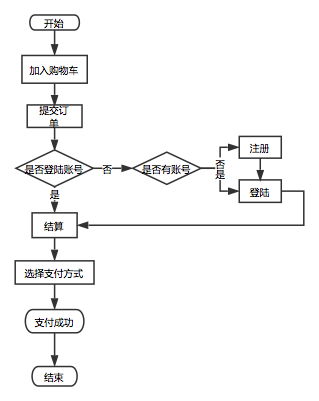 开始
加入购物车
提交订
单
是否登陆账号
否
是否有账号
否
是
注册
登陆
是
结算
选择支付方式
支付成功
结束